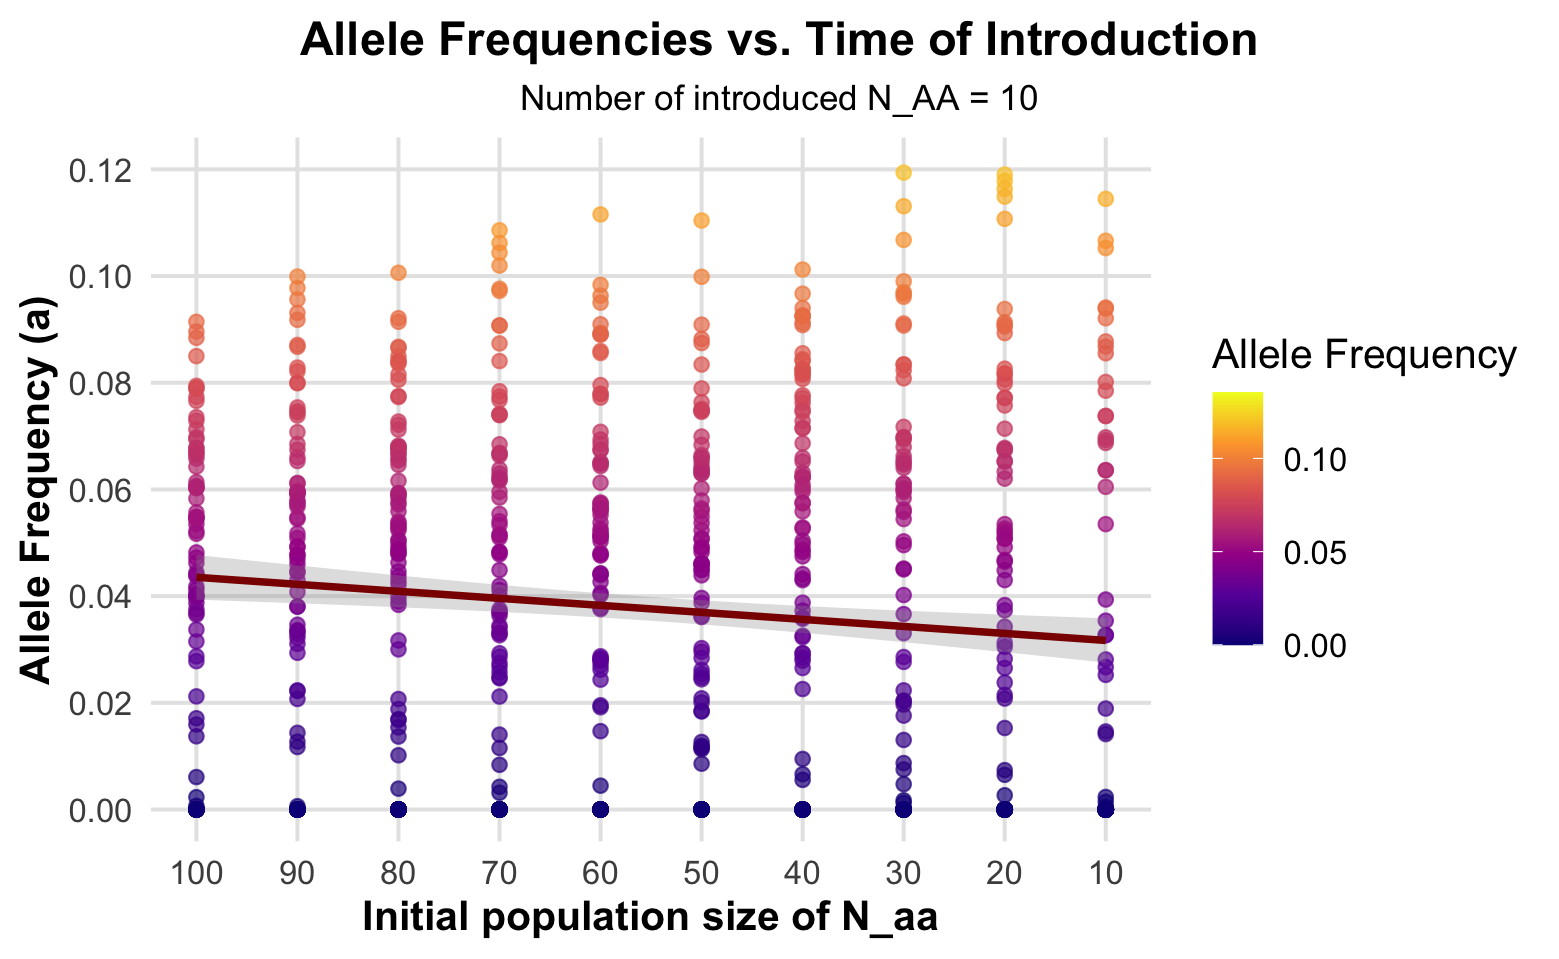 Allele Frequencies vs. Time of Introduction
Number of introduced N_AA = 10
Allele Frequency (a)
0.12
0.10
0.08
0.06
0.04
0.02
0.00
100 90 80 70 60 50 40 30 20 10
Initial population size of N_aa
Allele Frequency
0.10
0.05
0.00